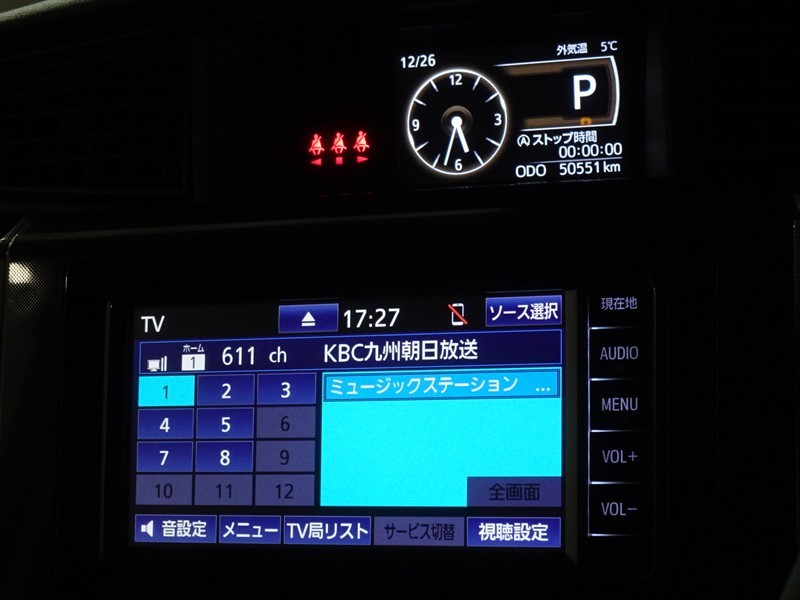 12/26
外気温 5℃
12
3
6
9
P
ストップ時間
00:00:00
ODO 50551 km
TV
17:27
ソース選択
ホーム
1
611 ch
KBC九州朝日放送
ミュージックステーション ...
1 2 3
4 5 6
7 8 9
10 11 12
全画面
音設定
メニュー
TV局リスト
サービス切替
視聴設定
現在地
AUDIO
MENU
VOL+
VOL−